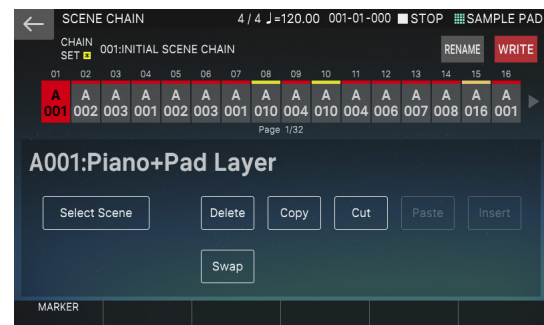 SCENE CHAIN 4 / 4 ♩=120.00 001-01-000 STOP SAMPLE PAD
CHAIN SET 001:INITIAL SCENE CHAIN RENAME WRITE
01 02 03 04 05 06 07 08 09 10 11 12 13 14 15 16
A A A A A A A A A A A A A A A A
001 002 003 001 002 003 001 010 004 010 004 006 007 008 016 001
Page 1/32
A001:Piano+Pad Layer
Select Scene Delete Copy Cut Paste Insert
Swap
MARKER